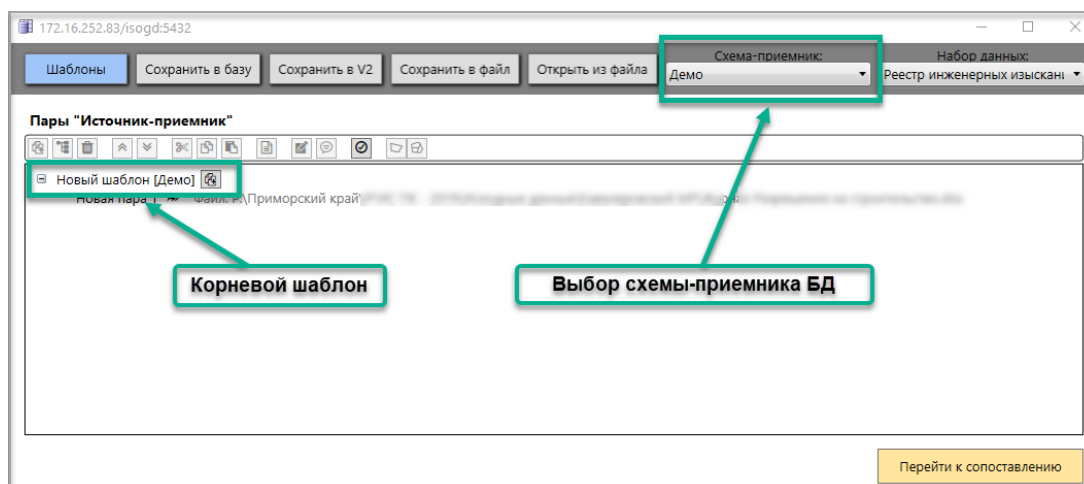 172.16.252.83/isogd:5432
Шаблоны
Сохранить в базу
Сохранить в V2
Сохранить в файл
Открыть из файла
Схема-приемник:
Демо
Набор данных:
Реестр инженерных изыскани
Пары "Источник-приемник"
Новый шаблон [Демо]
Новая пара 1 Файл: P:\Приморский край\
Корневой шаблон
Выбор схемы-приемника БД
Перейти к сопоставлению